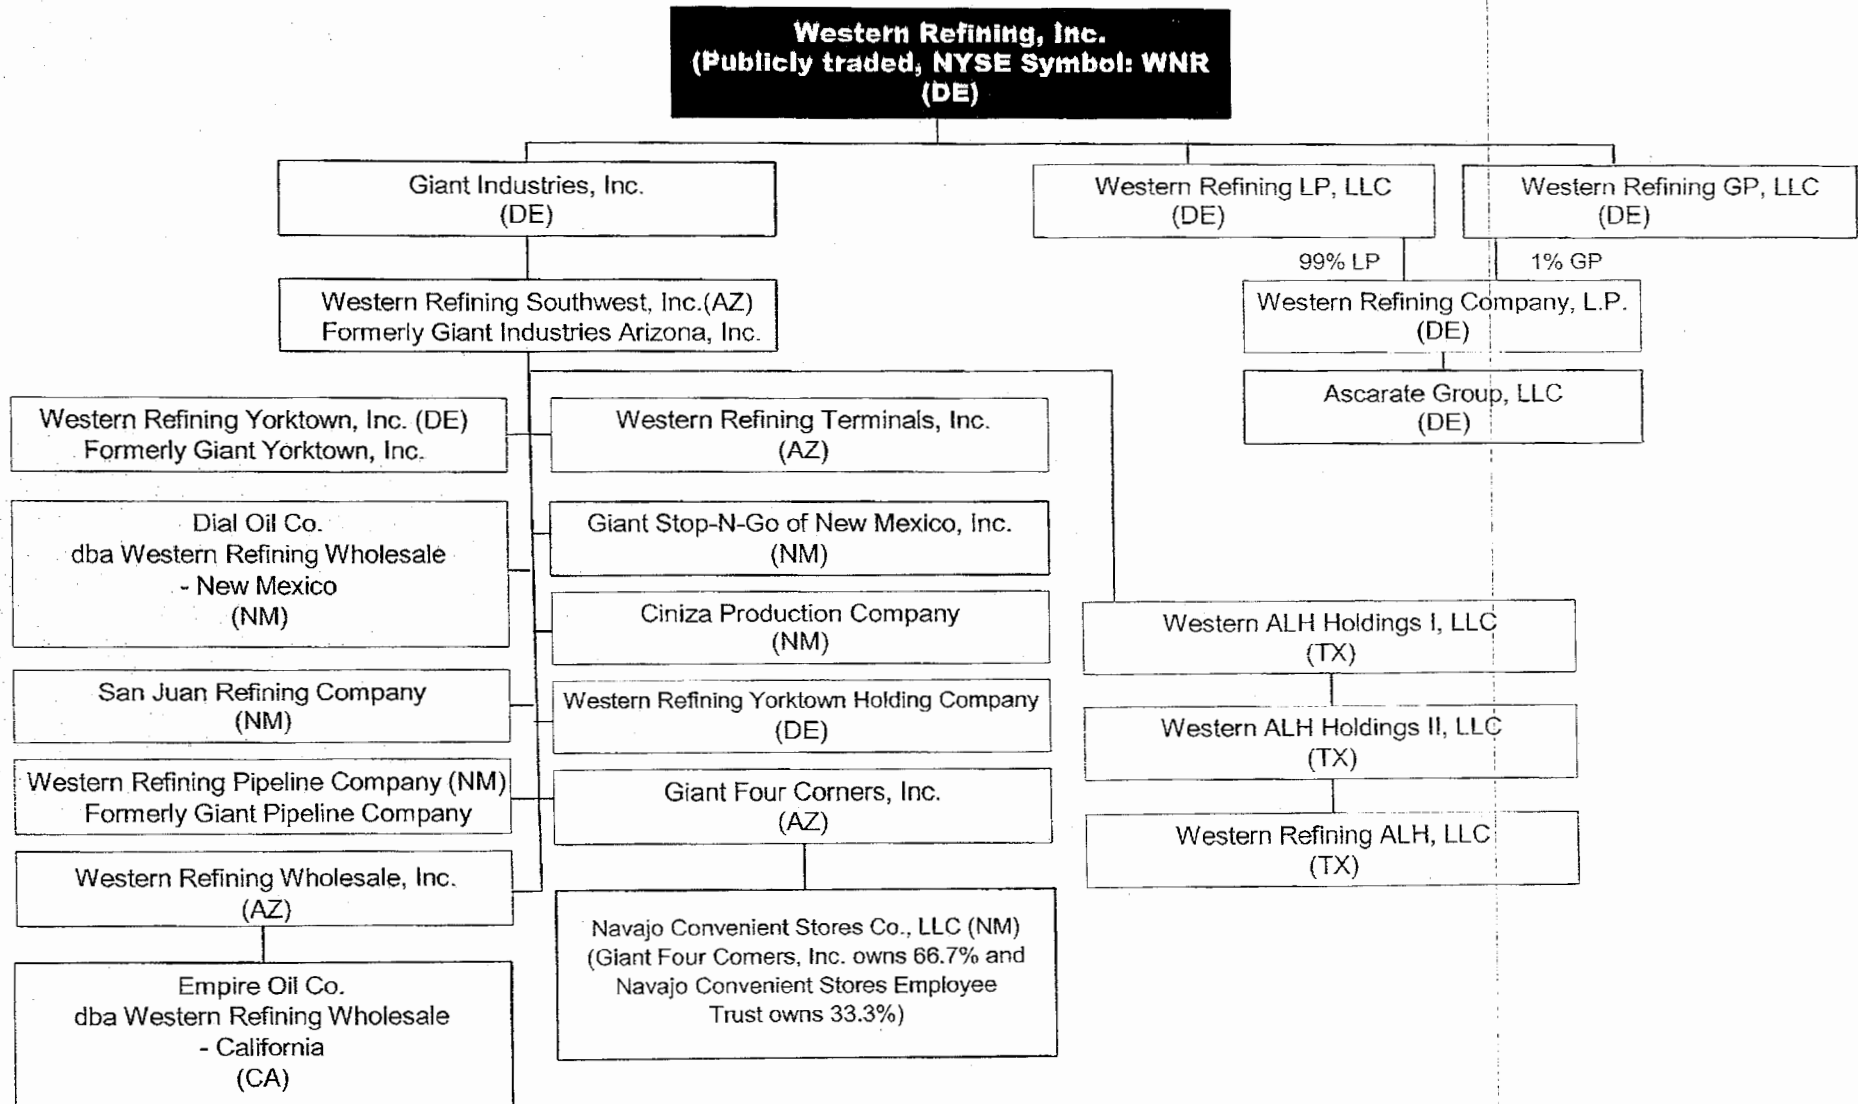 Western Refining, Inc.
(Publicly traded, NYSE Symbol: WNR
(DE)
Giant Industries, Inc.
(DE)
Western Refining LP, LLC
(DE)
Western Refining GP, LLC
(DE)
99% LP
1% GP
Western Refining Southwest, Inc.(AZ)
Formerly Giant Industries Arizona, Inc.
Western Refining Company, L.P.
(DE)
Ascarate Group, LLC
(DE)
Western Refining Yorktown, Inc. (DE)
Formerly Giant Yorktown, Inc.
Western Refining Terminals, Inc.
(AZ)
Dial Oil Co.
dba Western Refining Wholesale
- New Mexico
(NM)
Giant Stop-N-Go of New Mexico, Inc.
(NM)
Ciniza Production Company
(NM)
Western ALH Holdings I, LLC
(TX)
San Juan Refining Company
(NM)
Western Refining Yorktown Holding Company
(DE)
Western ALH Holdings II, LLC
(TX)
Western Refining Pipeline Company (NM)
Formerly Giant Pipeline Company
Giant Four Corners, Inc.
(AZ)
Western Refining ALH, LLC
(TX)
Western Refining Wholesale, Inc.
(AZ)
Navajo Convenient Stores Co., LLC (NM)
(Giant Four Corners, Inc. owns 66.7% and
Navajo Convenient Stores Employee
Trust owns 33.3%)
Empire Oil Co.
dba Western Refining Wholesale
- California
(CA)